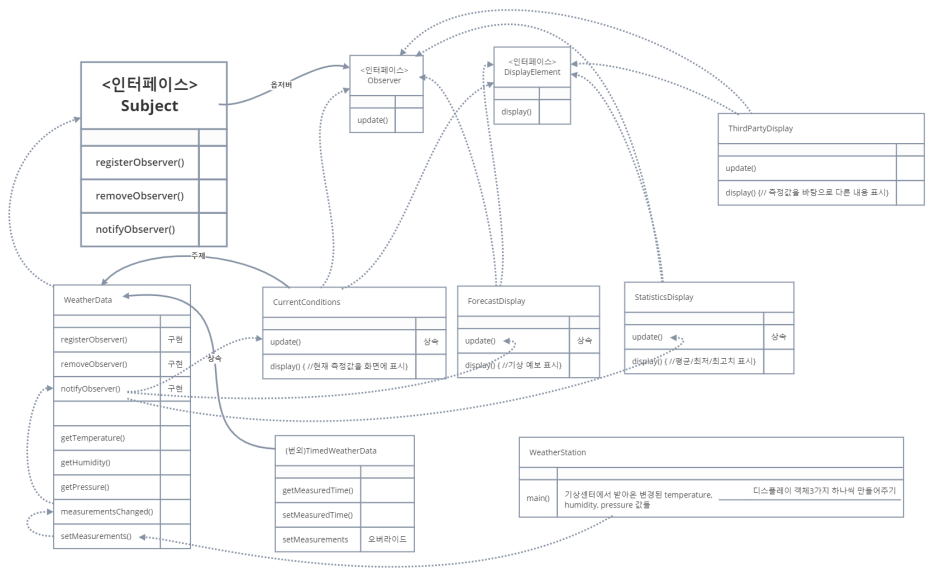 <인터페이스>
Subject
registerObserver()
removeObserver()
notifyObserver()
옵저버
<인터페이스>
Observer
update()
<인터페이스>
DisplayElement
display()
ThirdPartyDisplay
update()
display() {// 측정값을 바탕으로 다른 내용 표시}
주제
WeatherData
registerObserver() 구현
removeObserver() 구현
notifyObserver() 구현
getTemperature()
getHumidity()
getPressure()
measurementsChanged()
setMeasurements()
상속
CurrentConditions
update() 상속
display() { //현재 측정값을 화면에 표시}
ForecastDisplay
update() 상속
display() { //기상 예보 표시}
StatisticsDisplay
update() 상속
display() { //평균/최저/최고치 표시}
(번외)TimedWeatherData
getMeasuredTime()
setMeasuredTime()
setMeasurements 오버라이드
WeatherStation
main()
기상센터에서 받아온 변경된 temperature,
humidity, pressure 값들
디스플레이 객체3가지 하나씩 만들어주기